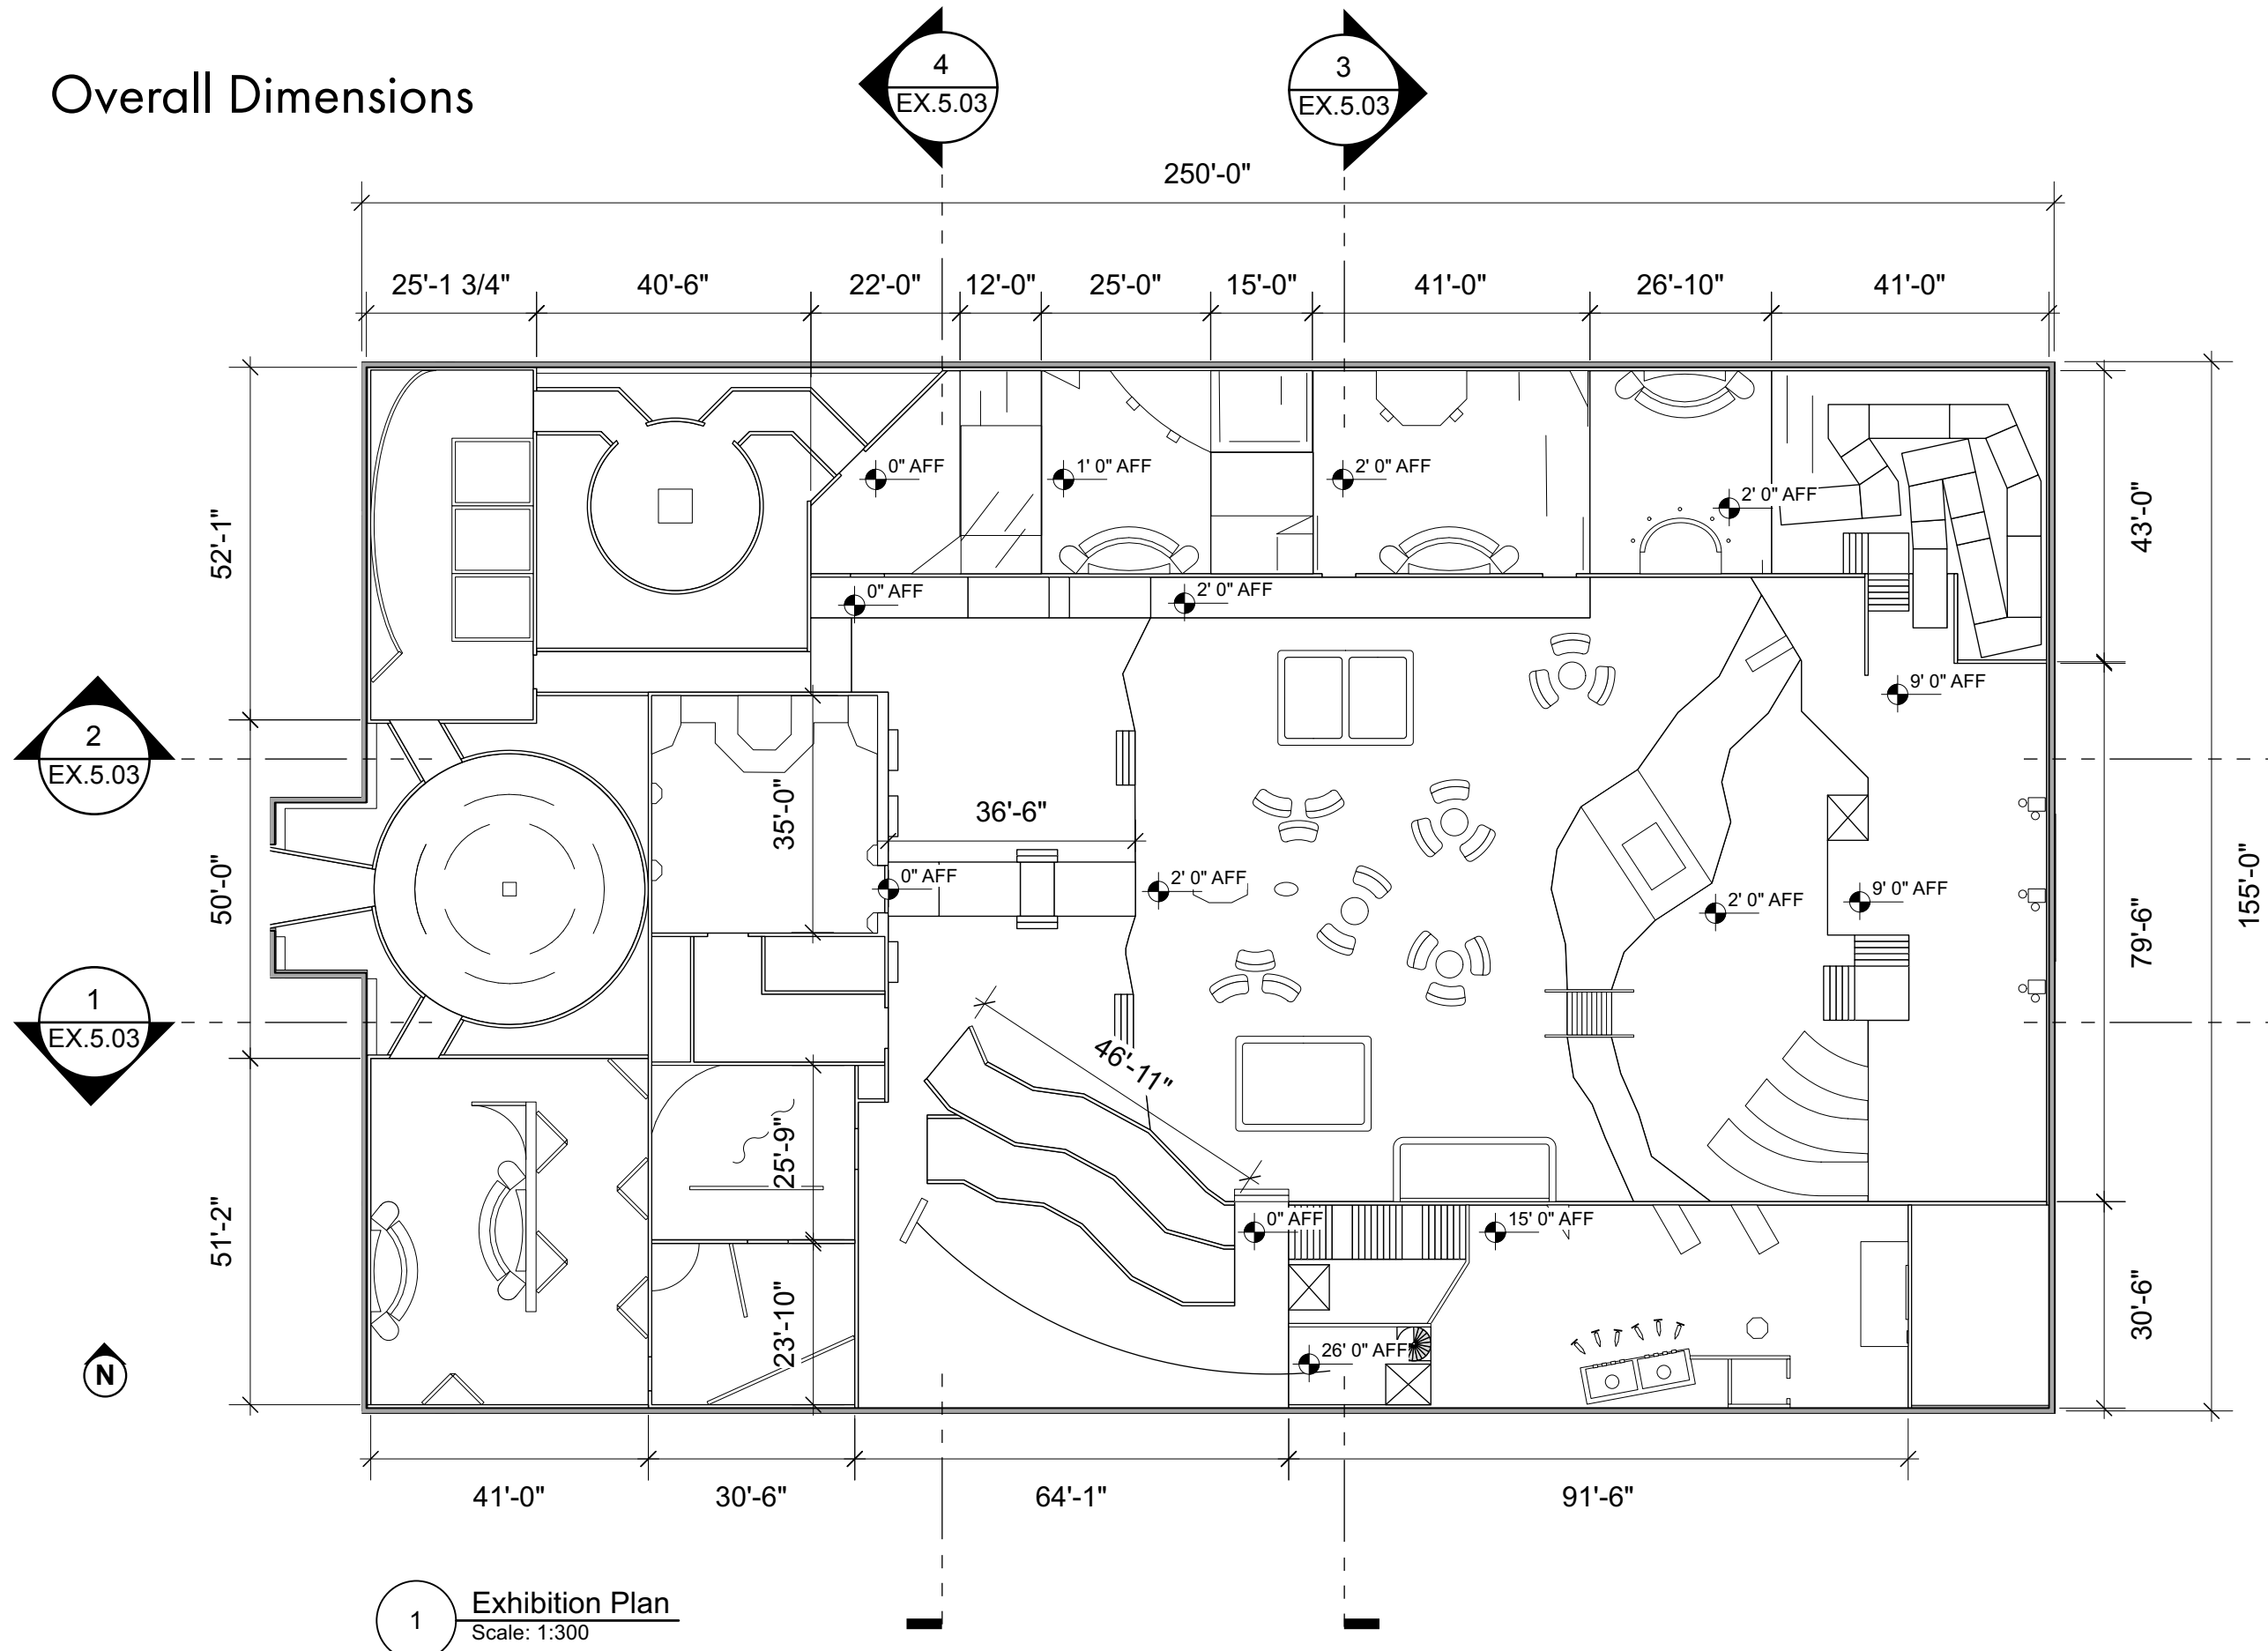 Overall Dimensions
4
EX.5.03
3
EX.5.03
250'-0"
25'-1 3/4"
40'-6"
22'-0"
12'-0"
25'-0"
15'-0"
41'-0"
26'-10"
41'-0"
0" AFF
1' 0" AFF
2' 0" AFF
2' 0" AFF
52'-1"
43'-0"
0" AFF
2' 0" AFF
9' 0" AFF
2
EX.5.03
35'-0"
36'-6"
0" AFF
2' 0" AFF
2' 0" AFF
9' 0" AFF
50'-0"
79'-6"
155'-0"
1
EX.5.03
46'-11"
25'-9"
51'-2"
0" AFF
15' 0" AFF
30'-6"
23'-10"
26' 0" AFF
N
41'-0"
30'-6"
64'-1"
91'-6"
1
Exhibition Plan
Scale: 1:300